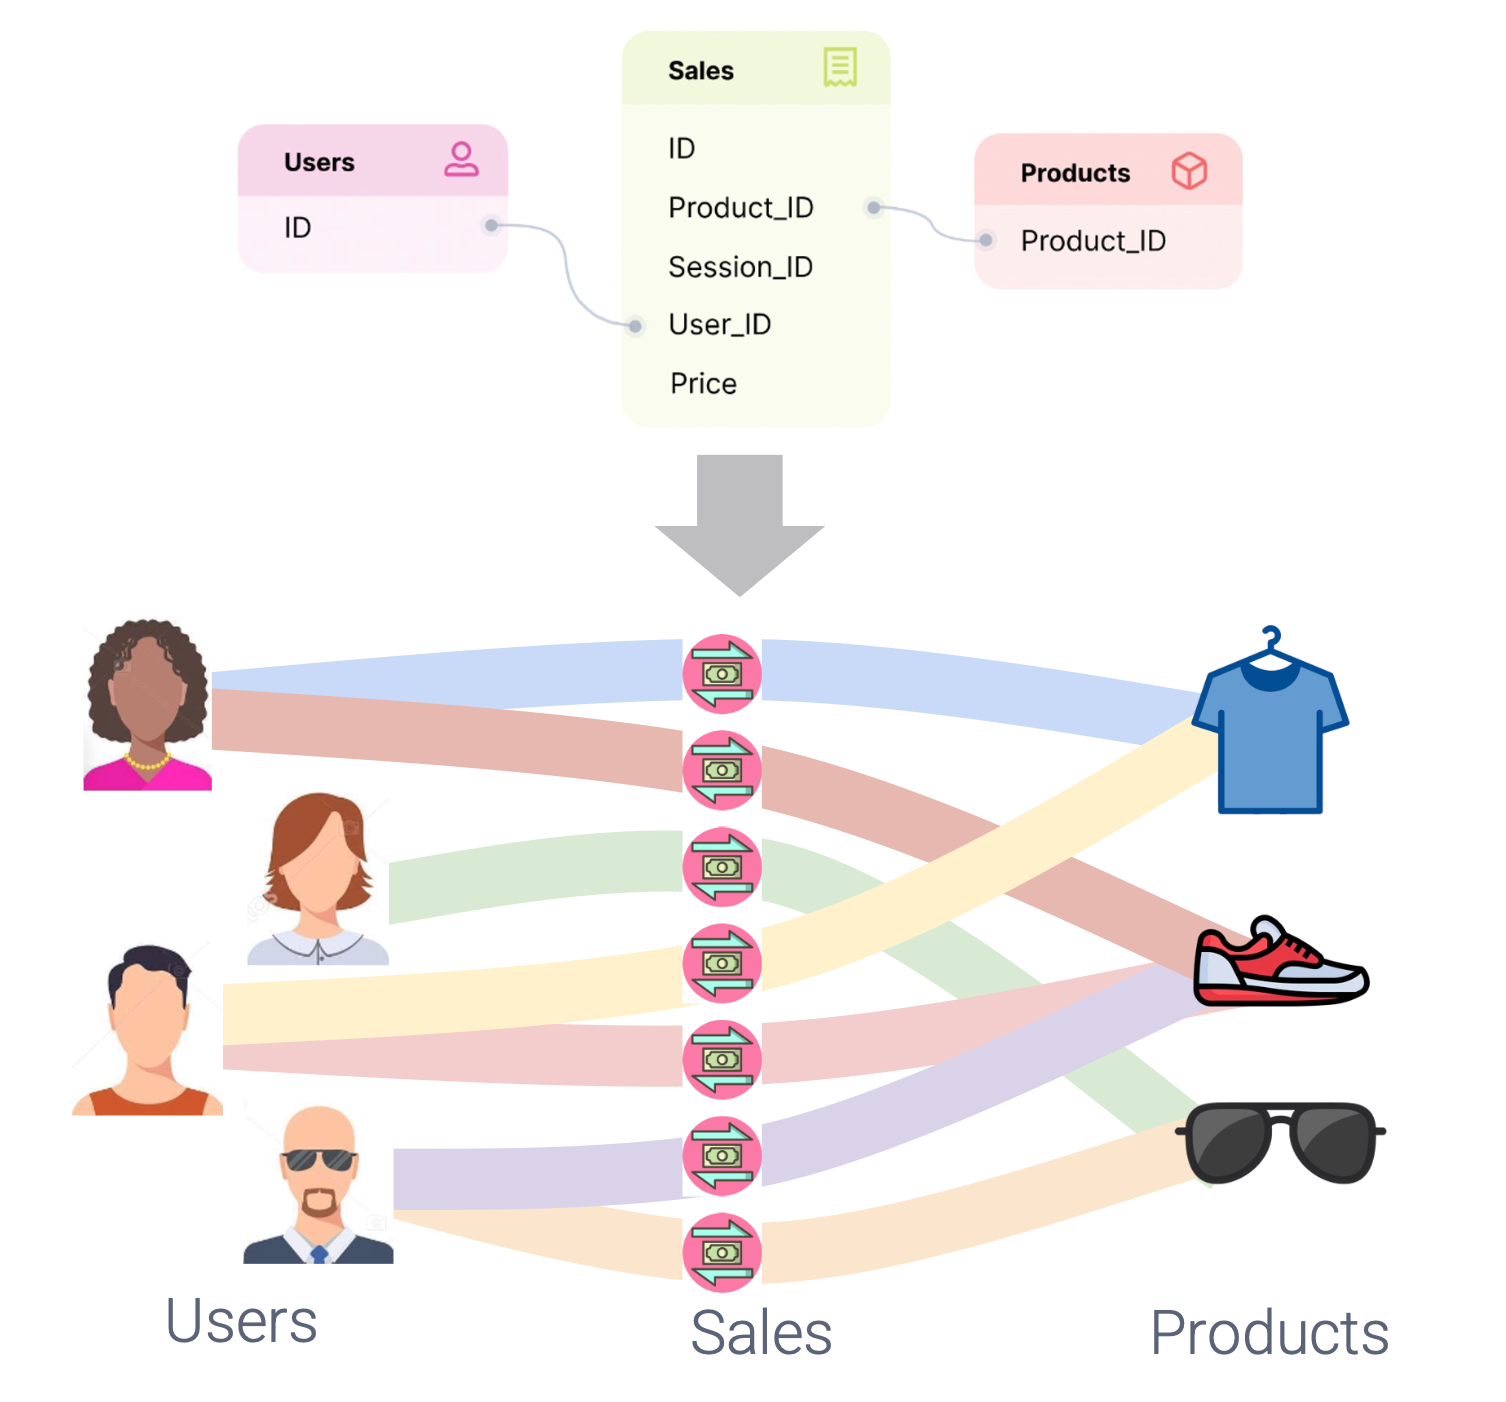 Sales
ID
Product_ID
Session_ID
User_ID
Price
Users
ID
Products
Product_ID
Users
Sales
Products